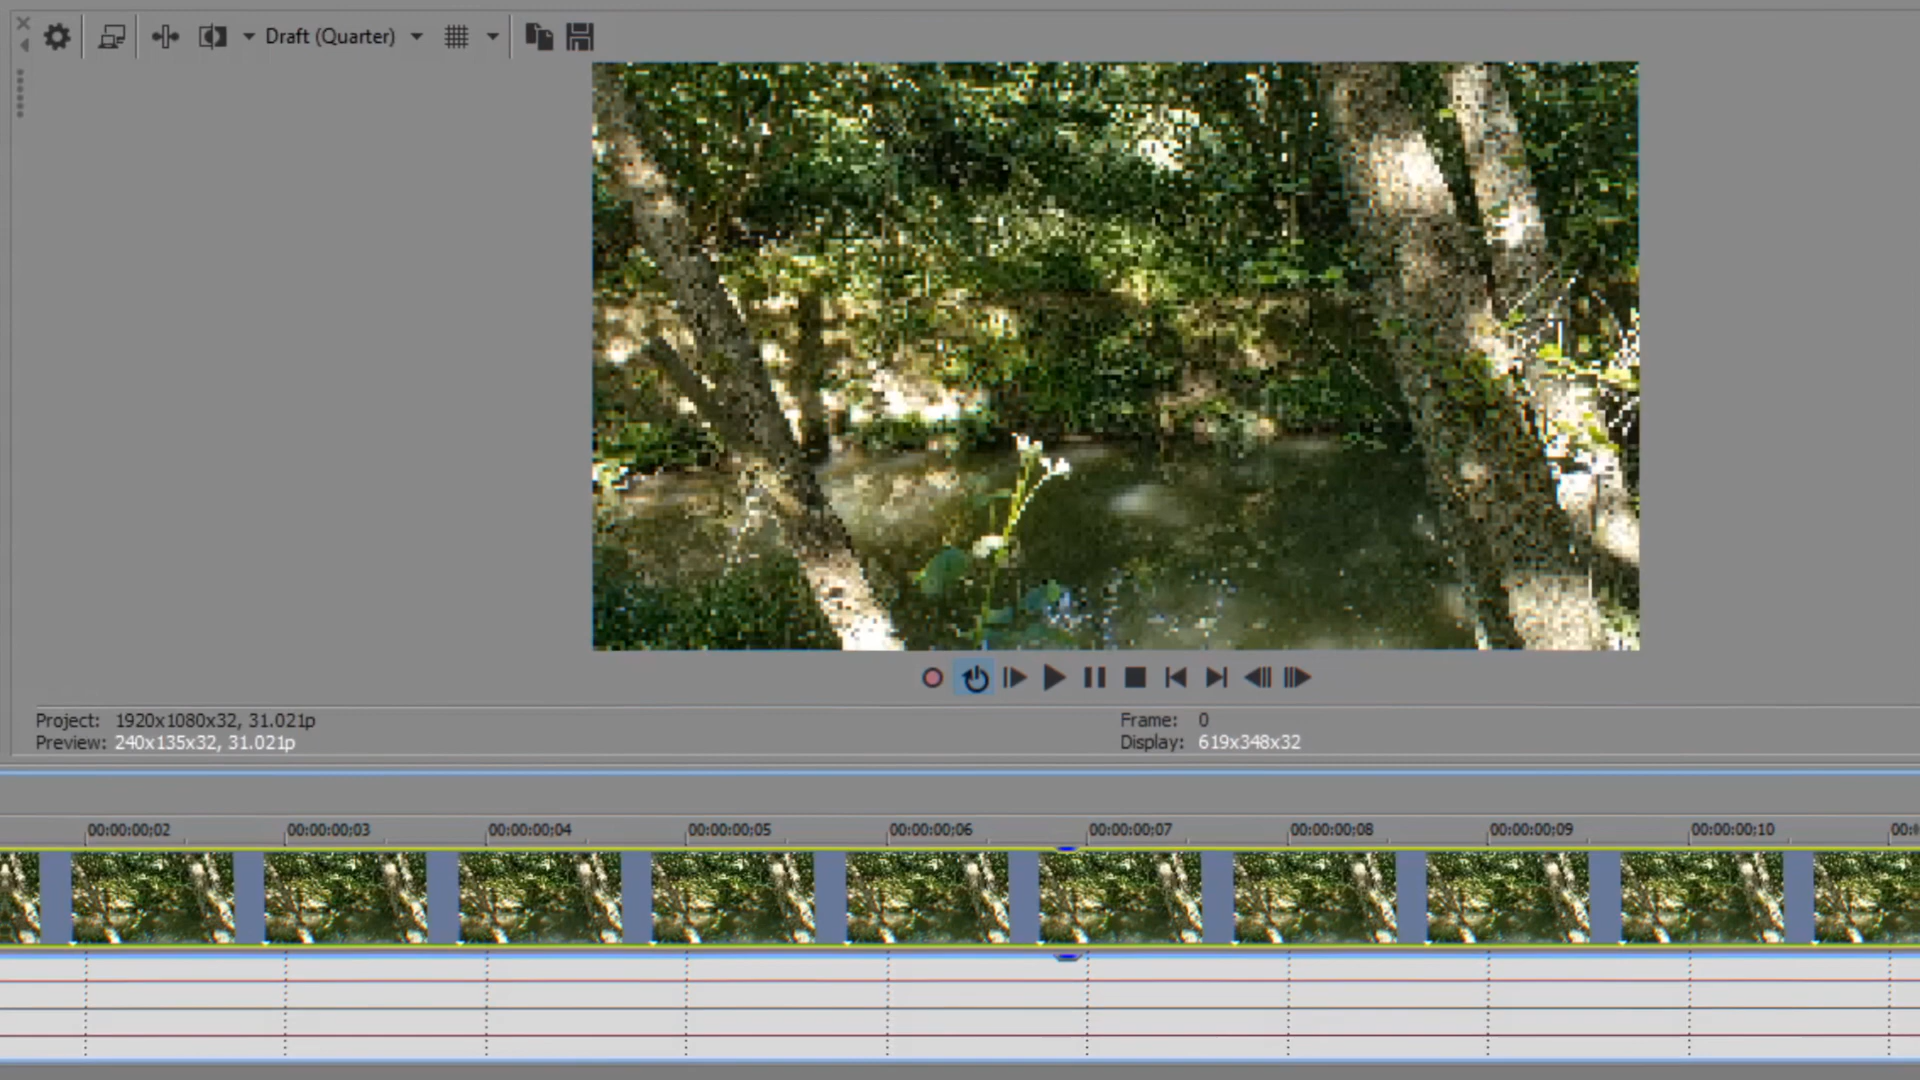 Draft (Quarter)
Project: 1920x1080x32, 31.021p
Preview: 240x135x32, 31.021p
Frame: 0
Display: 619x348x32
00:00:00;02 00:00:00;03 00:00:00;04 00:00:00;05 00:00:00;06 00:00:00;07 00:00:00;08 00:00:00;09 00:00:00;10 00:0